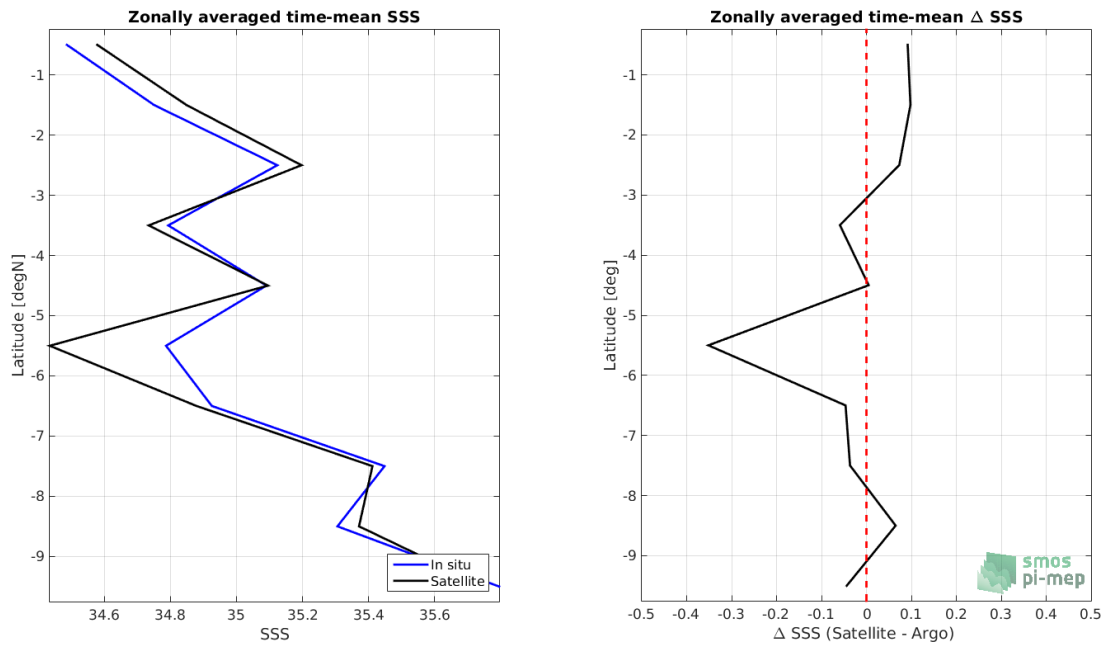 Zonally averaged time-mean SSS
Latitude [degN]
-1
-2
-3
-4
-5
-6
-7
-8
-9
34.6 34.8 35 35.2 35.4 35.6
SSS
In situ
Satellite
Zonally averaged time-mean Δ SSS
Latitude [deg]
-1
-2
-3
-4
-5
-6
-7
-8
-9
-0.5 -0.4 -0.3 -0.2 -0.1 0 0.1 0.2 0.3 0.4 0.5
Δ SSS (Satellite - Argo)
smos
pi-mep